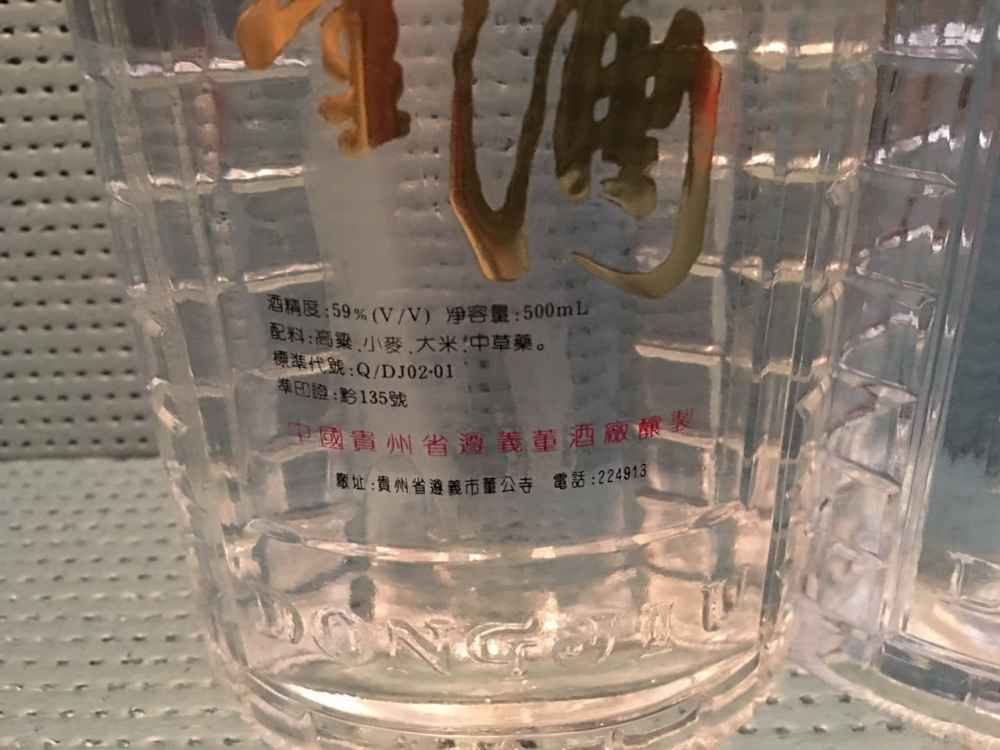 董酒
酒精度:59%(V/V) 净容量:500mL
配料:高粱、小麥、大米、中草藥。
標準代號:Q/DJ02·01
準印證:黔135號
中國貴州省遵義董酒廠釀製
廠址:貴州省遵義市董公寺 電話:224913
DONGJIU